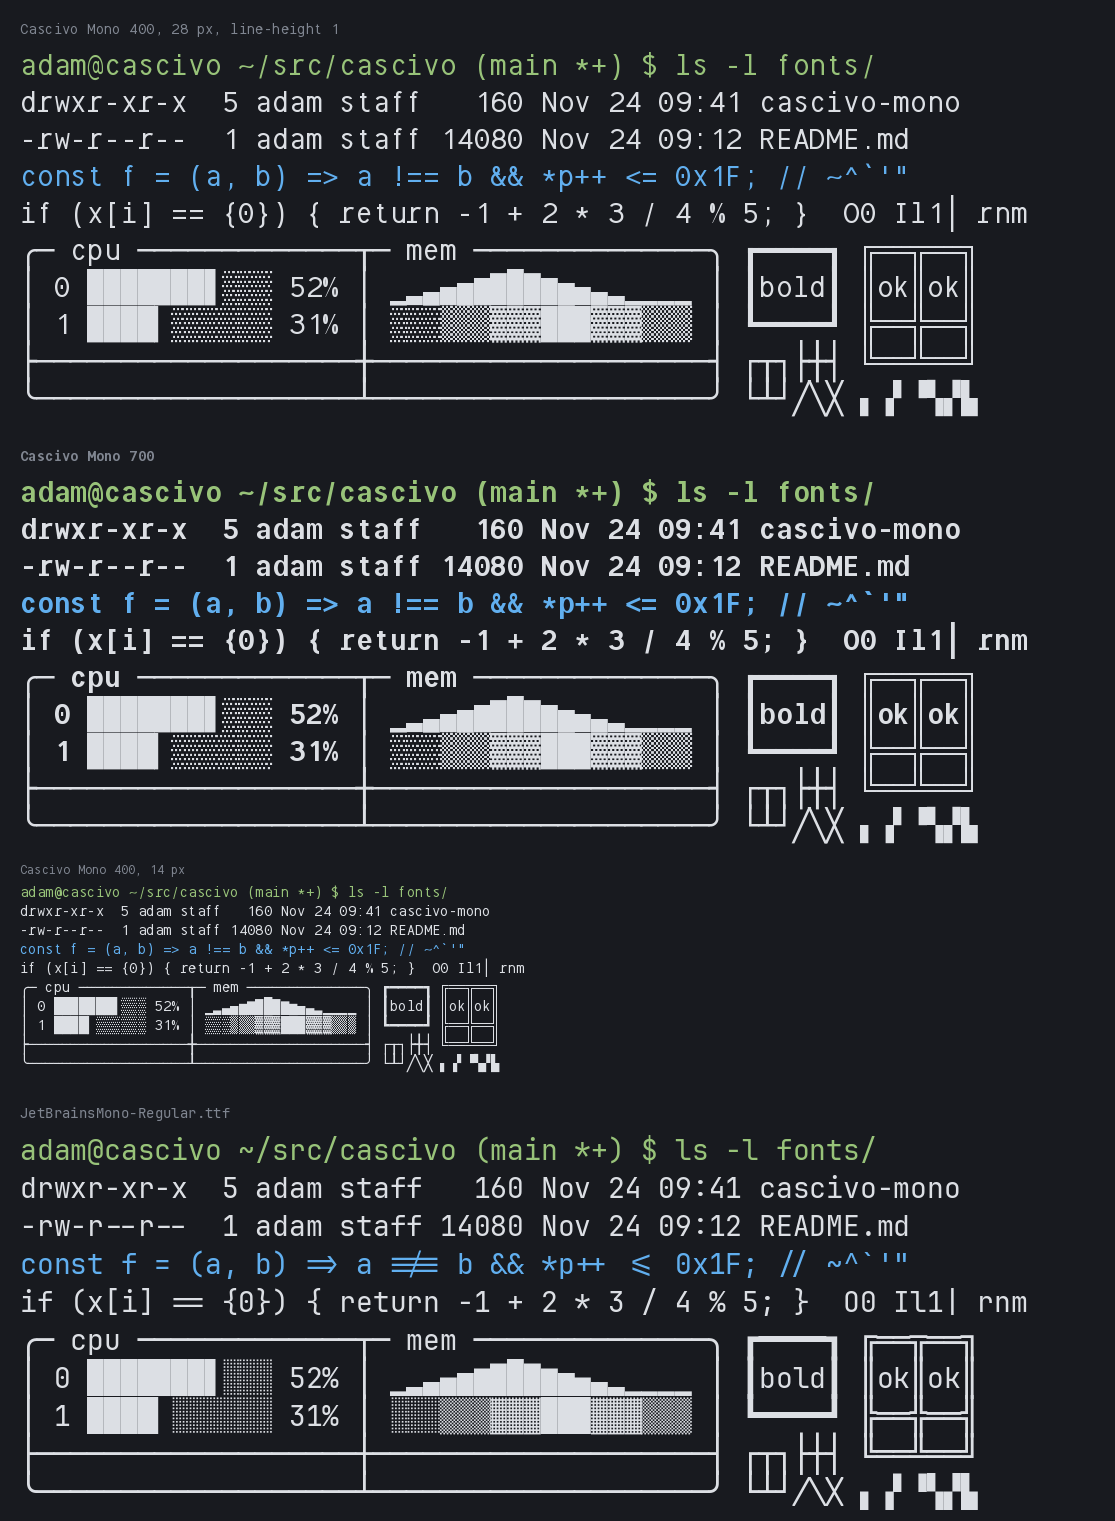 Cascivo Mono 400, 28 px, line-height 1
adam@cascivo ~/src/cascivo (main *+) $ ls -l fonts/
drwxr-xr-x  5 adam staff   160 Nov 24 09:41 cascivo-mono
-rw-r--r--  1 adam staff 14080 Nov 24 09:12 README.md
const f = (a, b) => a !== b && *p++ <= 0x1F; // ~^`'"
if (x[i] == {0}) { return -1 + 2 * 3 / 4 % 5; }  O0 Il1| rnm
cpu mem
0 52% bold ok ok
1 31%
Cascivo Mono 700
adam@cascivo ~/src/cascivo (main *+) $ ls -l fonts/
drwxr-xr-x  5 adam staff   160 Nov 24 09:41 cascivo-mono
-rw-r--r--  1 adam staff 14080 Nov 24 09:12 README.md
const f = (a, b) => a !== b && *p++ <= 0x1F; // ~^`'"
if (x[i] == {0}) { return -1 + 2 * 3 / 4 % 5; }  O0 Il1| rnm
cpu mem
0 52% bold ok ok
1 31%
Cascivo Mono 400, 14 px
adam@cascivo ~/src/cascivo (main *+) $ ls -l fonts/
drwxr-xr-x  5 adam staff   160 Nov 24 09:41 cascivo-mono
-rw-r--r--  1 adam staff 14080 Nov 24 09:12 README.md
const f = (a, b) => a !== b && *p++ <= 0x1F; // ~^`'"
if (x[i] == {0}) { return -1 + 2 * 3 / 4 % 5; }  O0 Il1| rnm
cpu mem
0 52% bold ok ok
1 31%
JetBrainsMono-Regular.ttf
adam@cascivo ~/src/cascivo (main *+) $ ls -l fonts/
drwxr-xr-x  5 adam staff   160 Nov 24 09:41 cascivo-mono
-rw-r--r--  1 adam staff 14080 Nov 24 09:12 README.md
const f = (a, b) => a !== b && *p++ <= 0x1F; // ~^`'"
if (x[i] == {0}) { return -1 + 2 * 3 / 4 % 5; }  O0 Il1| rnm
cpu mem
0 52% bold ok ok
1 31%